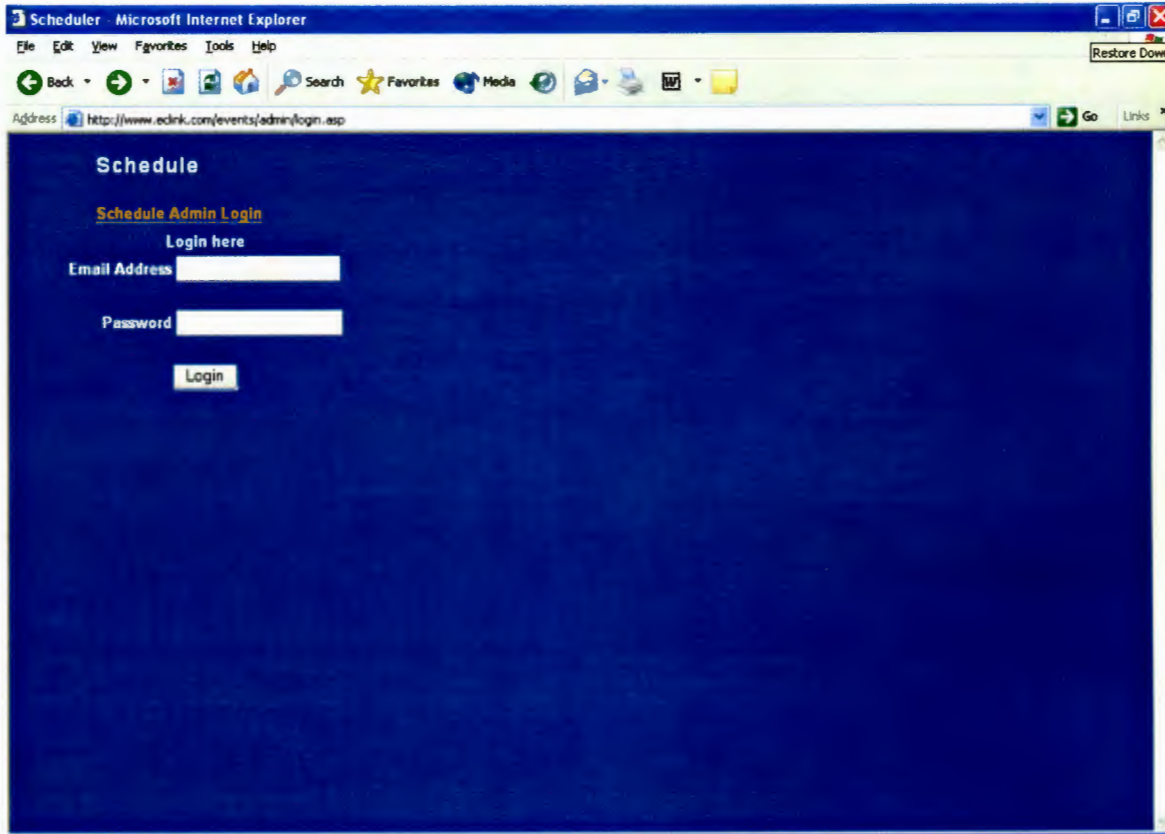 Scheduler - Microsoft Internet Explorer
File Edit View Favorites Tools Help
Restore Down
Back Search Favorites Media W
Address http://www.edink.com/events/admin/login.asp Go Links »
Schedule
Schedule Admin Login
Login here
Email Address
Password
Login